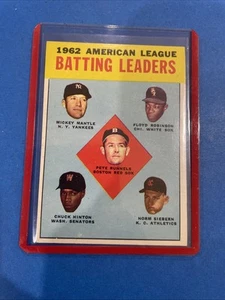 1962 AMERICAN LEAGUE
BATTING LEADERS
MICKEY MANTLE
N. Y. YANKEES
FLOYD ROBINSON
CHI. WHITE SOX
PETE RUNNELS
BOSTON RED SOX
CHUCK HINTON
WASH. SENATORS
NORM SIEBERN
K. C. ATHLETICS